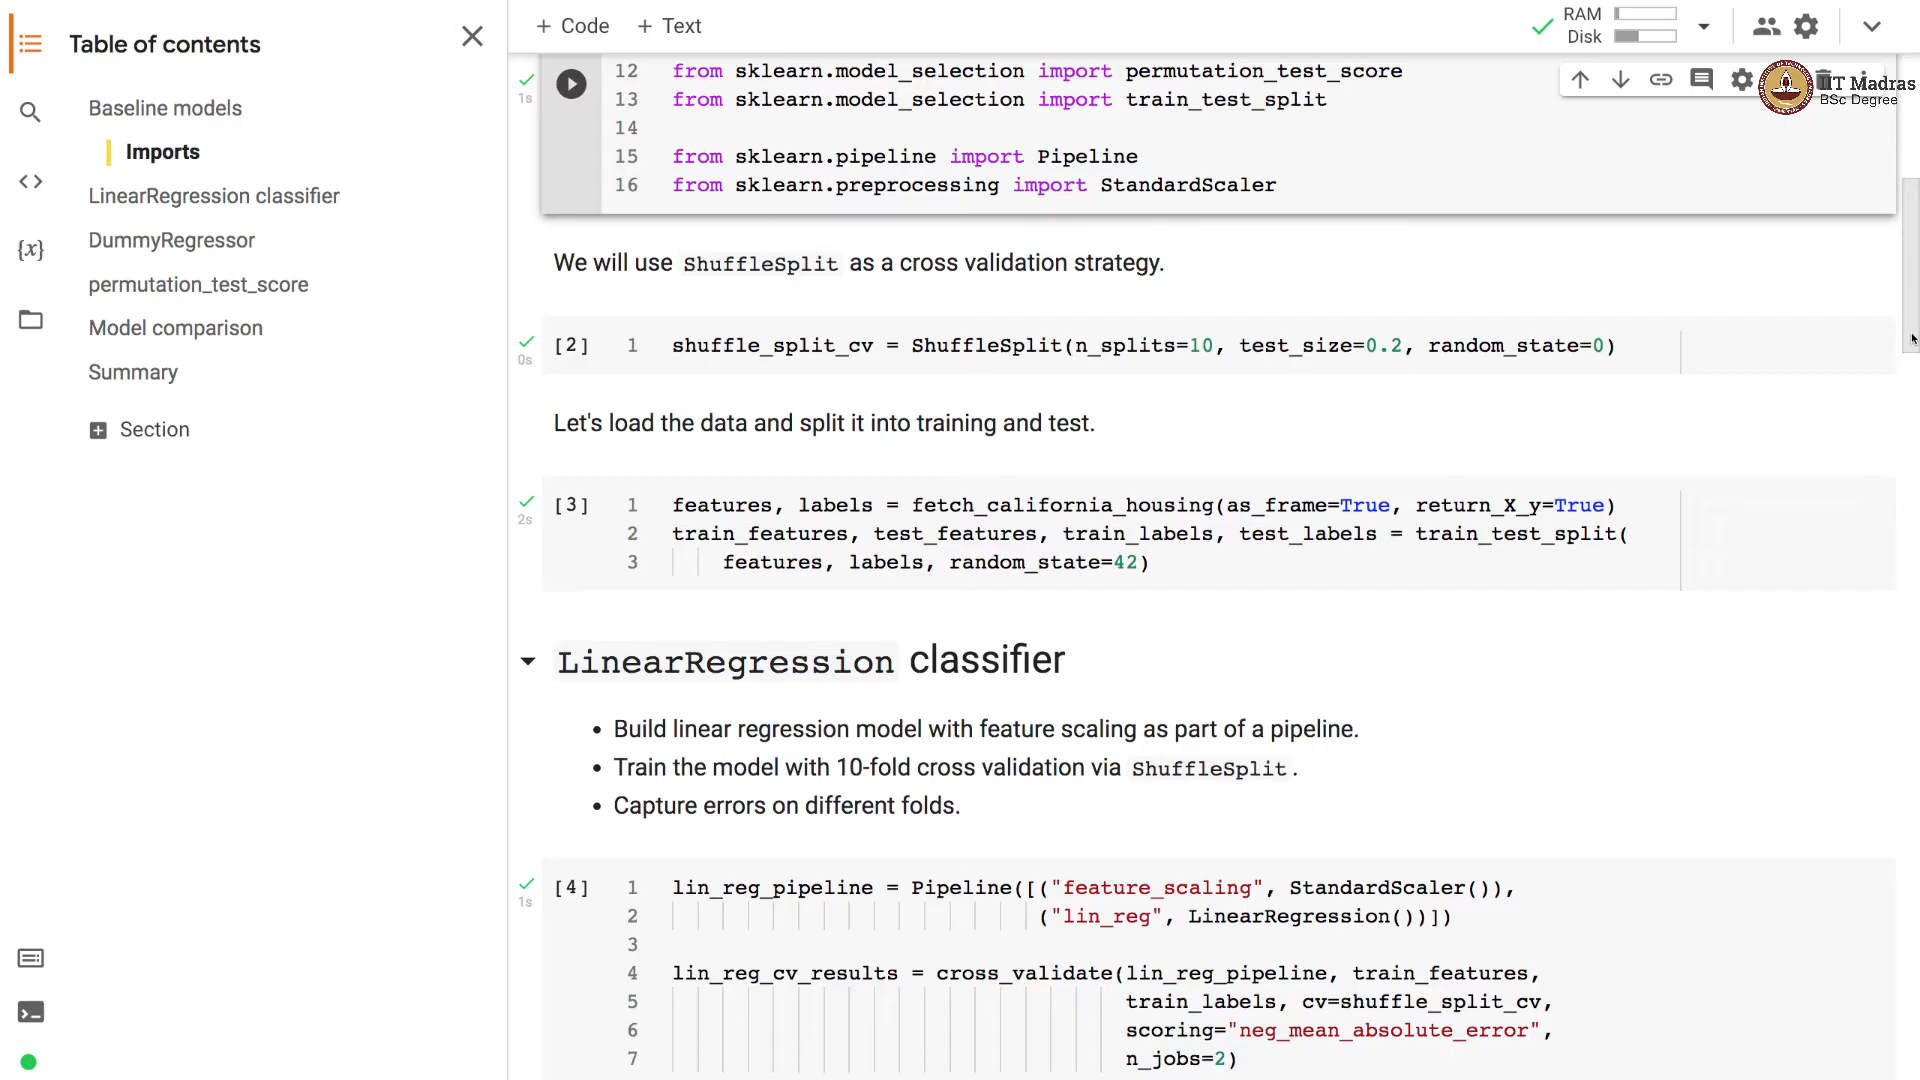 Table of contents
Baseline models
Imports
LinearRegression classifier
DummyRegressor
permutation_test_score
Model comparison
Summary
Section
{x}
+ Code + Text
RAM
Disk
IIT Madras
BSc Degree
1s
12 from sklearn.model_selection import permutation_test_score
13 from sklearn.model_selection import train_test_split
14
15 from sklearn.pipeline import Pipeline
16 from sklearn.preprocessing import StandardScaler
We will use ShuffleSplit as a cross validation strategy.
0s
[2] 1 shuffle_split_cv = ShuffleSplit(n_splits=10, test_size=0.2, random_state=0)
Let's load the data and split it into training and test.
2s
[3] 1 features, labels = fetch_california_housing(as_frame=True, return_X_y=True)
2 train_features, test_features, train_labels, test_labels = train_test_split(
3 features, labels, random_state=42)
LinearRegression classifier
• Build linear regression model with feature scaling as part of a pipeline.
• Train the model with 10-fold cross validation via ShuffleSplit.
• Capture errors on different folds.
1s
[4] 1 lin_reg_pipeline = Pipeline([("feature_scaling", StandardScaler()),
2 ("lin_reg", LinearRegression())])
3
4 lin_reg_cv_results = cross_validate(lin_reg_pipeline, train_features,
5 train_labels, cv=shuffle_split_cv,
6 scoring="neg_mean_absolute_error",
7 n_jobs=2)